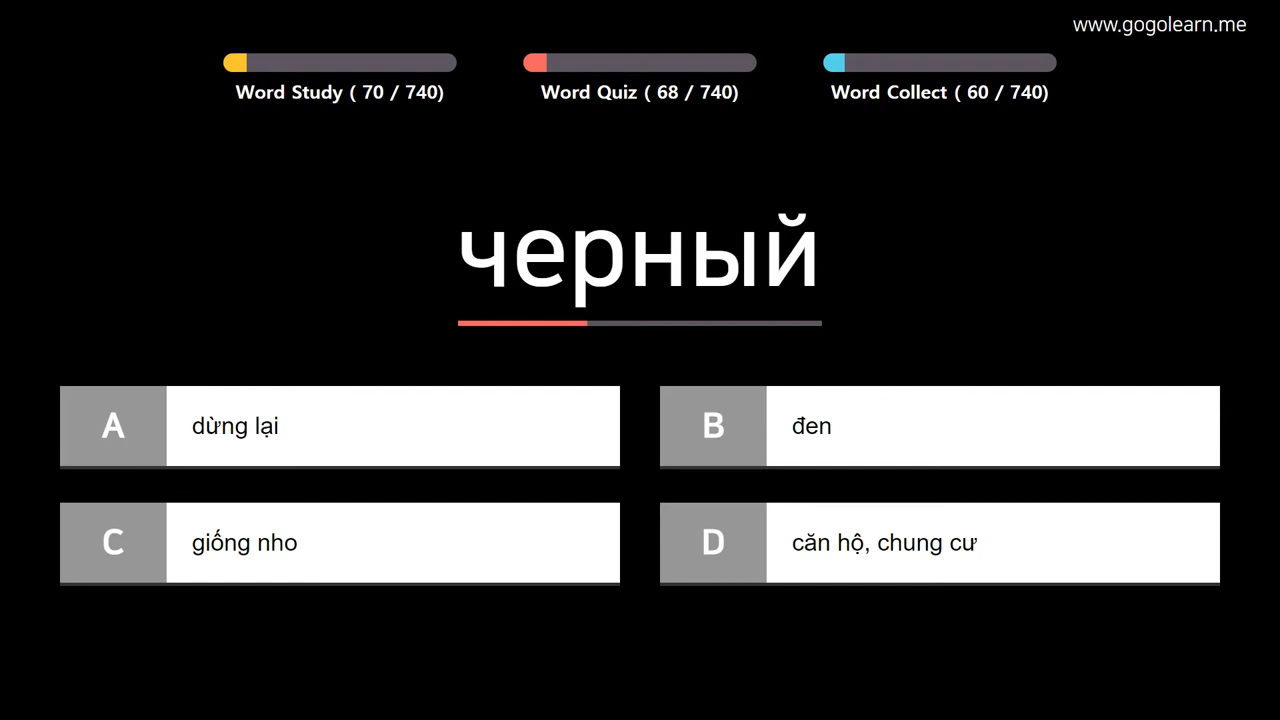 www.gogolearn.me
Word Study ( 70 / 740)
Word Quiz ( 68 / 740)
Word Collect ( 60 / 740)
черный
A
dừng lại
B
đen
C
giống nho
D
căn hộ, chung cư